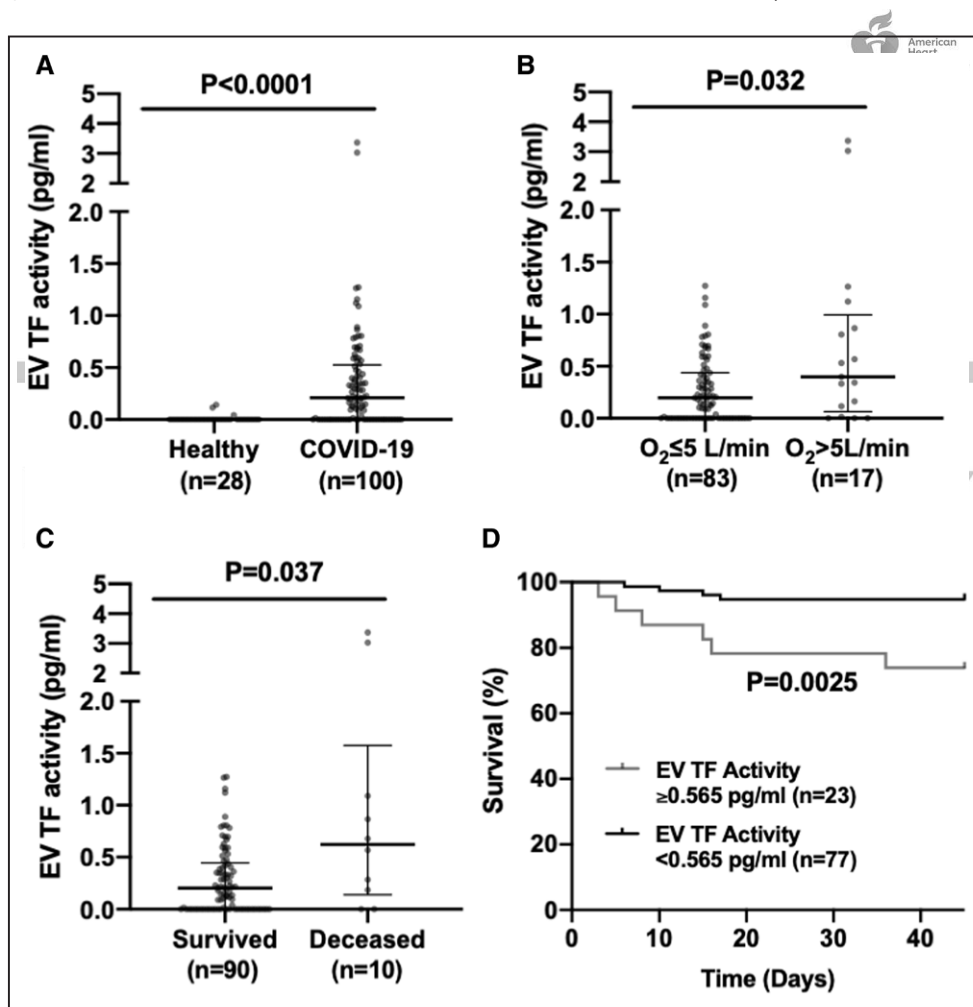 American
Heart
A
P<0.0001
EV TF activity (pg/ml)
5
4
3
2
2.0
1.5
1.0
0.5
0.0
Healthy
(n=28)
COVID-19
(n=100)
B
P=0.032
EV TF activity (pg/ml)
5
4
3
2
2.0
1.5
1.0
0.5
0.0
O₂≤5 L/min
(n=83)
O₂>5L/min
(n=17)
C
P=0.037
EV TF activity (pg/ml)
5
4
3
2
2.0
1.5
1.0
0.5
0.0
Survived
(n=90)
Deceased
(n=10)
D
Survival (%)
100
80
60
40
20
0
P=0.0025
EV TF Activity
≥0.565 pg/ml (n=23)
EV TF Activity
<0.565 pg/ml (n=77)
0
10
20
30
40
Time (Days)